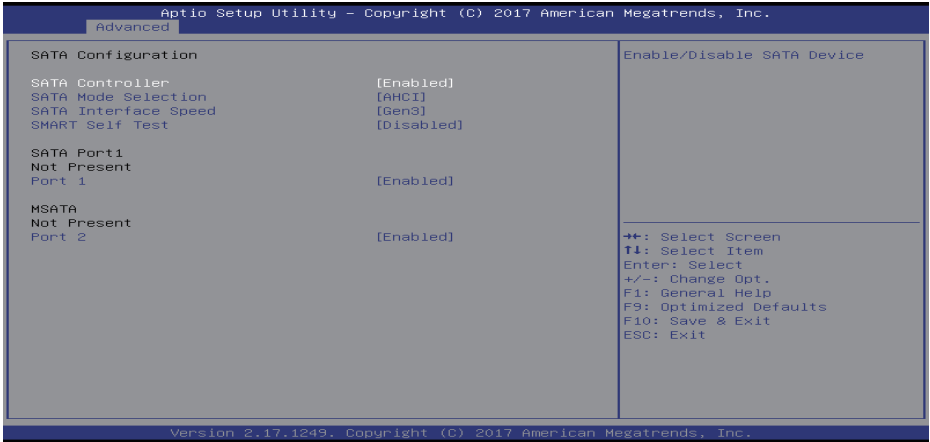 Aptio Setup Utility – Copyright (C) 2017 American Megatrends, Inc.
Advanced
SATA Configuration
SATA Controller [Enabled]
SATA Mode Selection [AHCI]
SATA Interface Speed [Gen3]
SMART Self Test [Disabled]
SATA Port1
Not Present
Port 1 [Enabled]
MSATA
Not Present
Port 2 [Enabled]
Enable/Disable SATA Device
→←: Select Screen
↑↓: Select Item
Enter: Select
+/-: Change Opt.
F1: General Help
F9: Optimized Defaults
F10: Save & Exit
ESC: Exit
Version 2.17.1249. Copyright (C) 2017 American Megatrends, Inc.